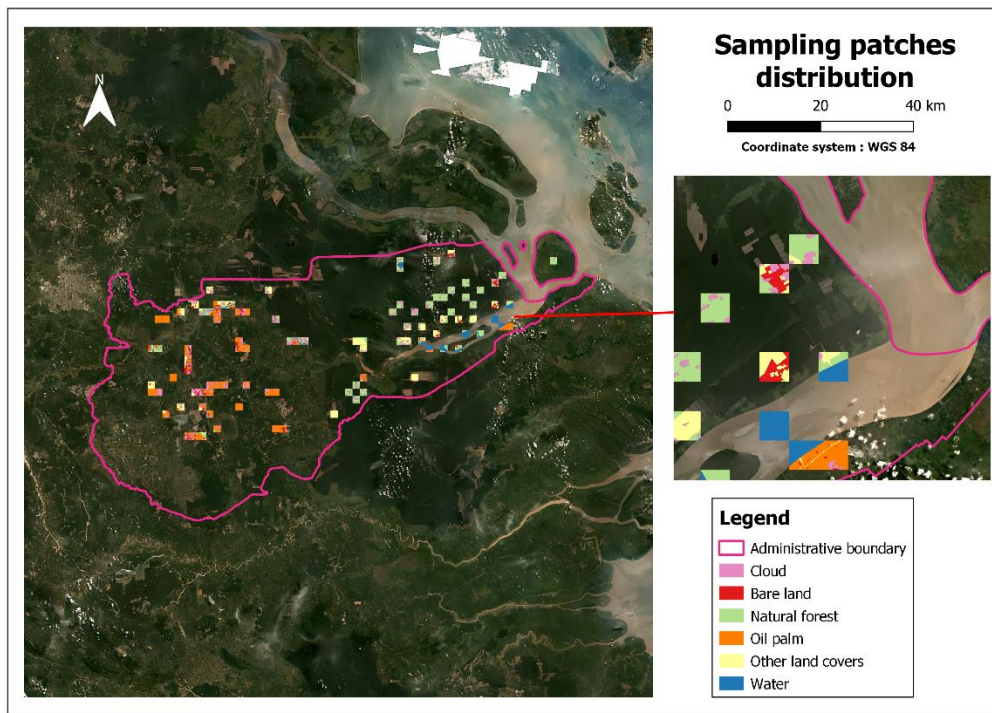 N
Sampling patches
distribution
0 20 40 km
Coordinate system : WGS 84
Legend
Administrative boundary
Cloud
Bare land
Natural forest
Oil palm
Other land covers
Water